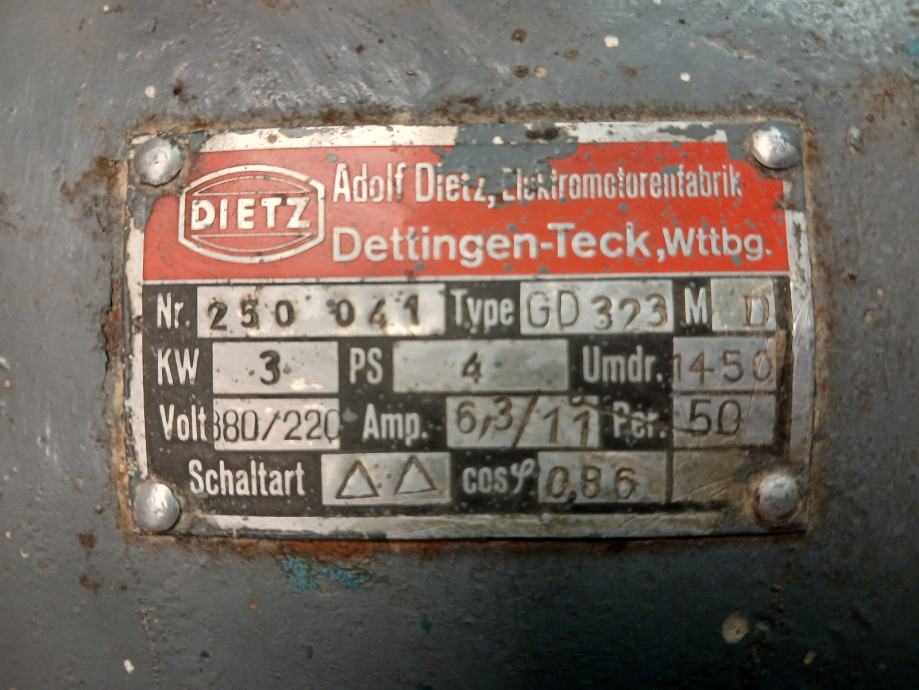 DIETZ
Adolf Dietz, Elektromotorenfabrik
Dettingen-Teck, Wttbg.
Nr. 250 041 Type GD 323 M D
KW 3 PS 4 Umdr. 1450
Volt 380/220 Amp. 6,3/11 Per. 50
Schaltart △ △ cosφ 0,86